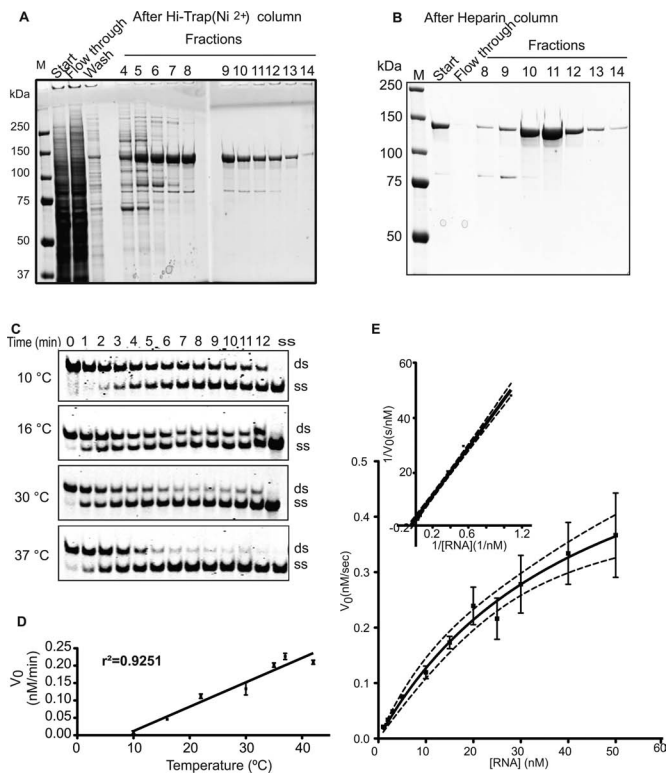 A
After Hi-Trap(Ni 2+) column
Fractions
M
Start
Flow through
Wash
4 5 6 7 8 9 10 11 12 13 14
kDa
250
150
100
75
50
37
B
After Heparin column
Fractions
kDa
M
Start
Flow through
8 9 10 11 12 13 14
250
150
100
75
50
C
Time (min) 0 1 2 3 4 5 6 7 8 9 10 11 12 ss
10 °C
ds
ss
16 °C
ds
ss
30 °C
ds
ss
37 °C
ds
ss
D
r²=0.9251
V0
(nM/min)
0.25
0.20
0.15
0.10
0.05
0.00
0 10 20 30 40
Temperature (ºC)
E
1/V0(s/nM)
60
40
20
-0.2
0.2 0.6 1.2
1/[RNA](1/nM)
V0(nM/sec)
0.5
0.4
0.3
0.2
0.1
0.0
0 10 20 30 40 50 60
[RNA] (nM)